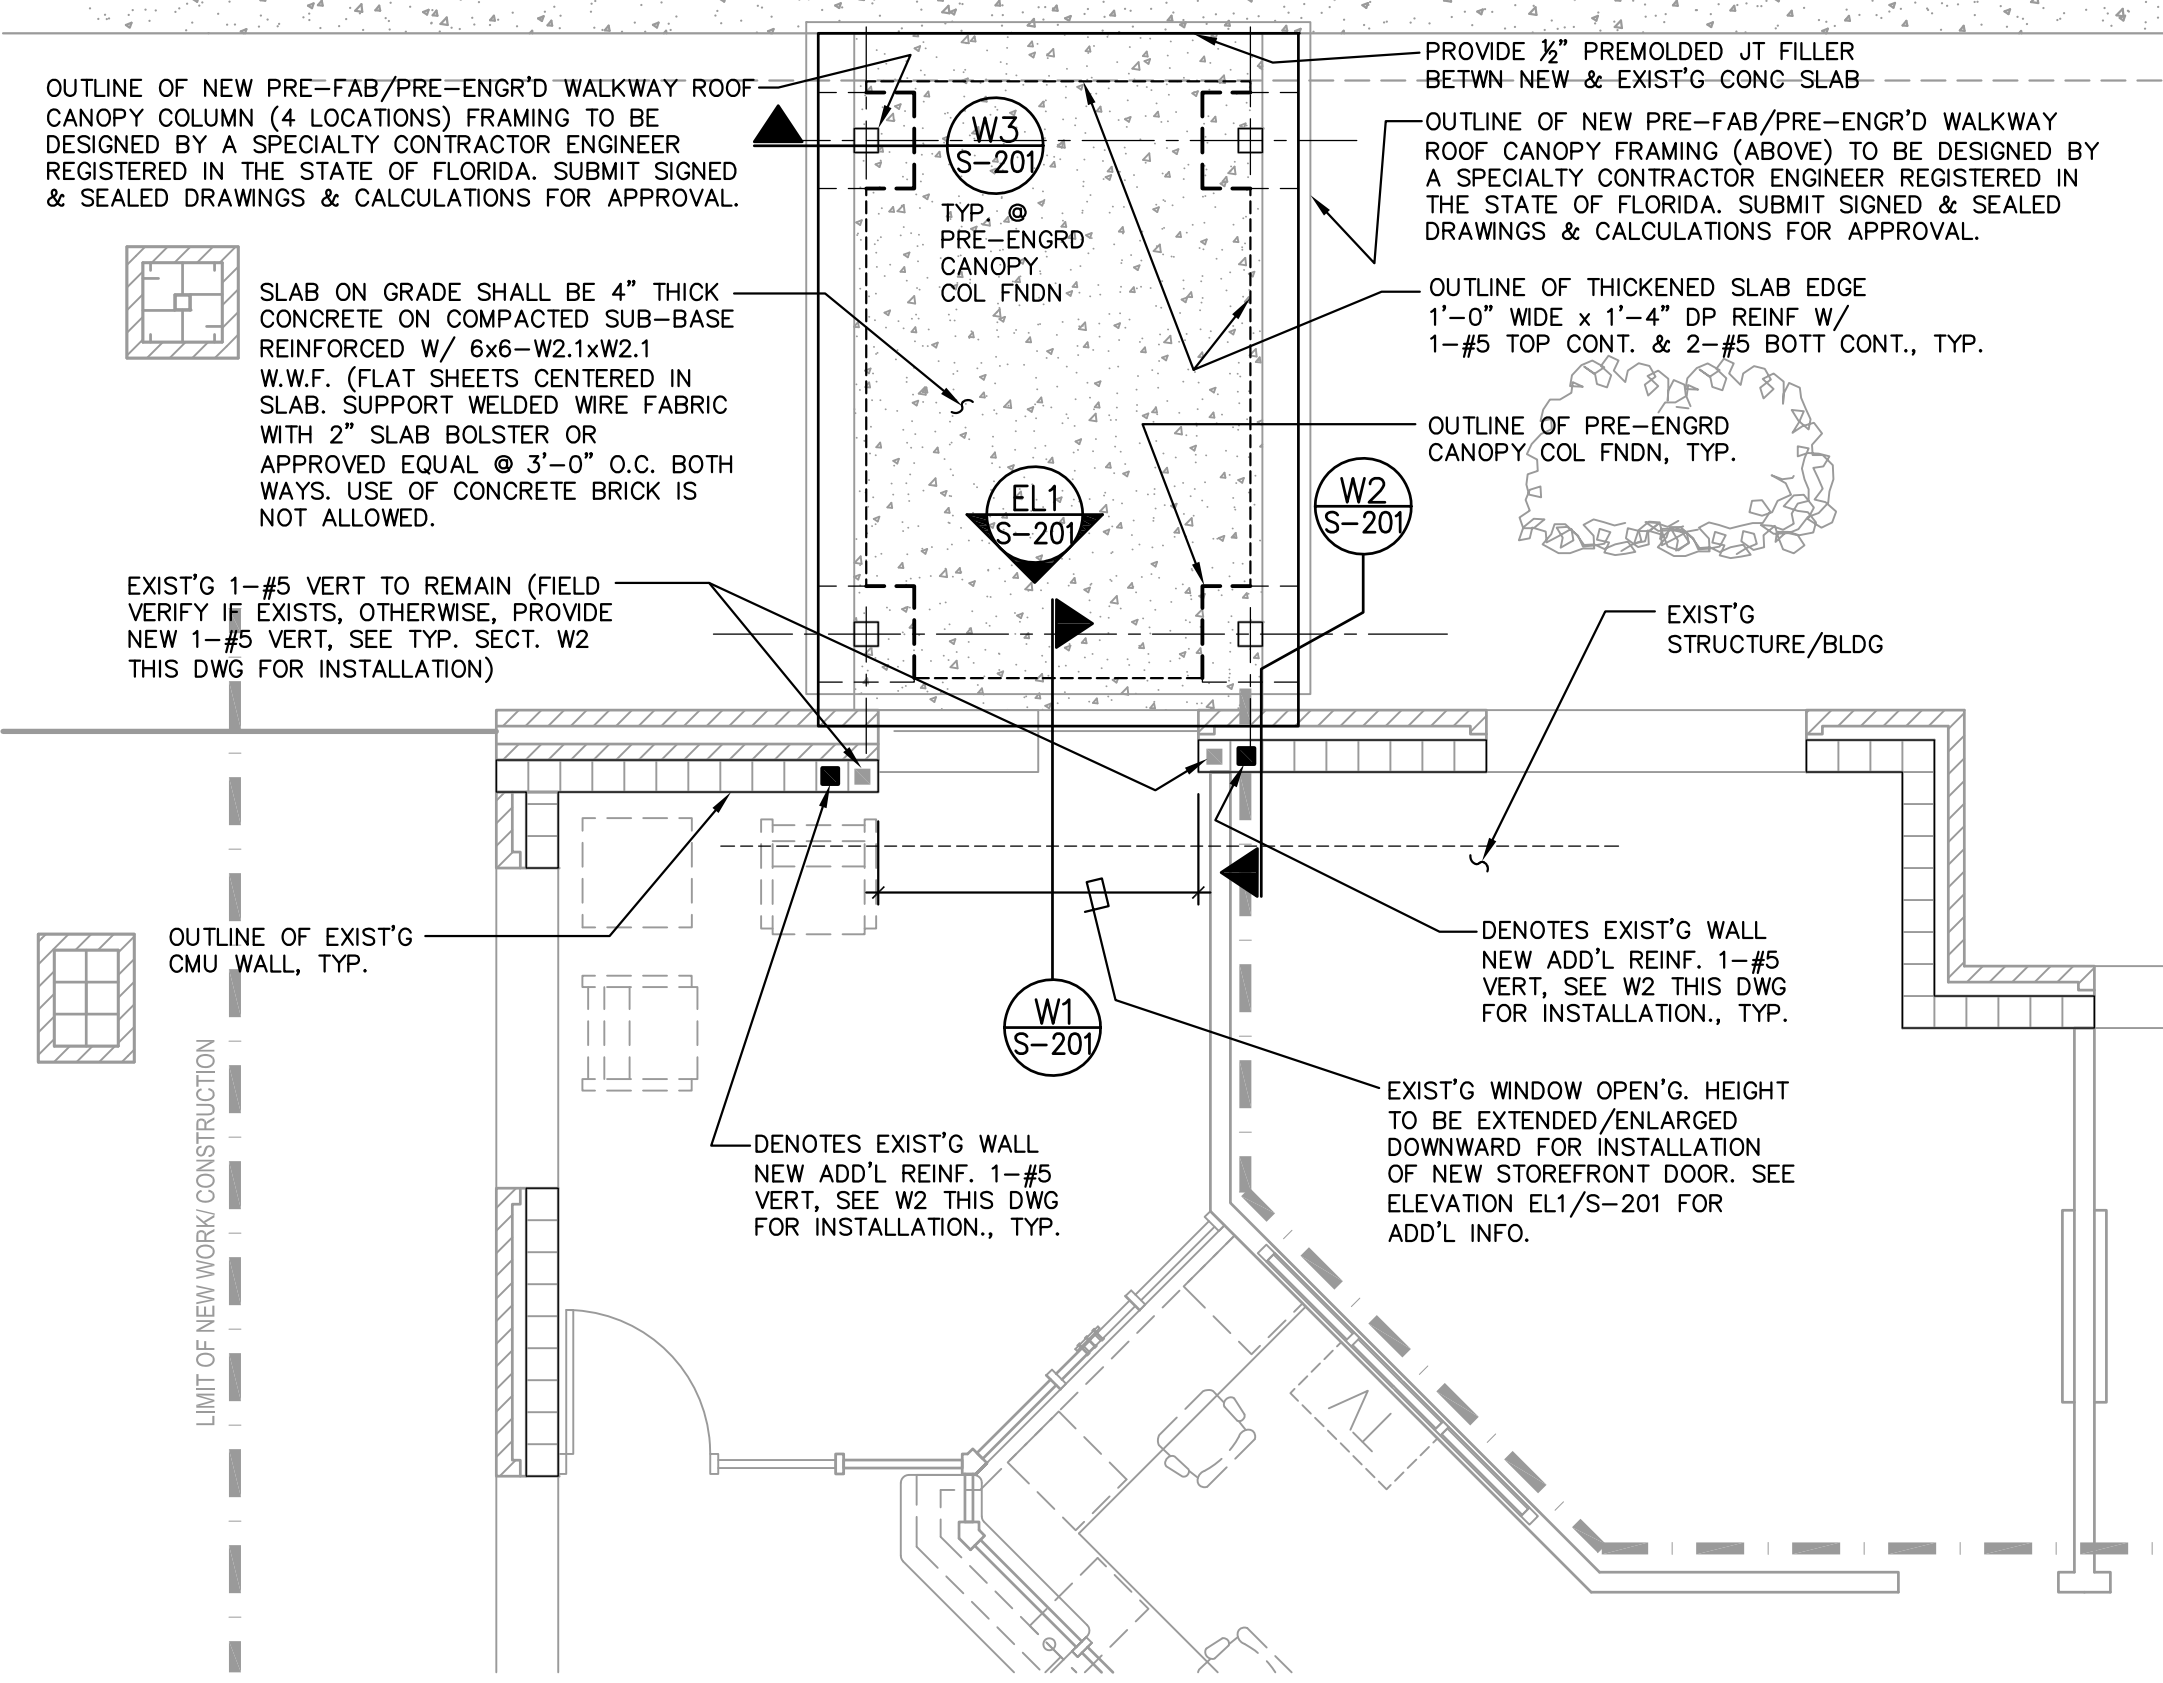 OUTLINE OF NEW PRE-FAB/PRE-ENGR'D WALKWAY ROOF
CANOPY COLUMN (4 LOCATIONS) FRAMING TO BE
DESIGNED BY A SPECIALTY CONTRACTOR ENGINEER
REGISTERED IN THE STATE OF FLORIDA. SUBMIT SIGNED
& SEALED DRAWINGS & CALCULATIONS FOR APPROVAL.
PROVIDE ½" PREMOLDED JT FILLER
BETWN NEW & EXIST'G CONC SLAB
OUTLINE OF NEW PRE-FAB/PRE-ENGR'D WALKWAY
ROOF CANOPY FRAMING (ABOVE) TO BE DESIGNED BY
A SPECIALTY CONTRACTOR ENGINEER REGISTERED IN
THE STATE OF FLORIDA. SUBMIT SIGNED & SEALED
DRAWINGS & CALCULATIONS FOR APPROVAL.
W3
S-201
TYP. @
PRE-ENGRD
CANOPY
COL FNDN
SLAB ON GRADE SHALL BE 4" THICK
CONCRETE ON COMPACTED SUB-BASE
REINFORCED W/ 6x6-W2.1xW2.1
W.W.F. (FLAT SHEETS CENTERED IN
SLAB. SUPPORT WELDED WIRE FABRIC
WITH 2" SLAB BOLSTER OR
APPROVED EQUAL @ 3'-0" O.C. BOTH
WAYS. USE OF CONCRETE BRICK IS
NOT ALLOWED.
OUTLINE OF THICKENED SLAB EDGE
1'-0" WIDE x 1'-4" DP REINF W/
1-#5 TOP CONT. & 2-#5 BOTT CONT., TYP.
OUTLINE OF PRE-ENGRD
CANOPY COL FNDN, TYP.
EL1
S-201
W2
S-201
EXIST'G 1-#5 VERT TO REMAIN (FIELD
VERIFY IF EXISTS, OTHERWISE, PROVIDE
NEW 1-#5 VERT, SEE TYP. SECT. W2
THIS DWG FOR INSTALLATION)
EXIST'G
STRUCTURE/BLDG
OUTLINE OF EXIST'G
CMU WALL, TYP.
DENOTES EXIST'G WALL
NEW ADD'L REINF. 1-#5
VERT, SEE W2 THIS DWG
FOR INSTALLATION., TYP.
W1
S-201
EXIST'G WINDOW OPEN'G. HEIGHT
TO BE EXTENDED/ENLARGED
DOWNWARD FOR INSTALLATION
OF NEW STOREFRONT DOOR. SEE
ELEVATION EL1/S-201 FOR
ADD'L INFO.
DENOTES EXIST'G WALL
NEW ADD'L REINF. 1-#5
VERT, SEE W2 THIS DWG
FOR INSTALLATION., TYP.
LIMIT OF NEW WORK/ CONSTRUCTION